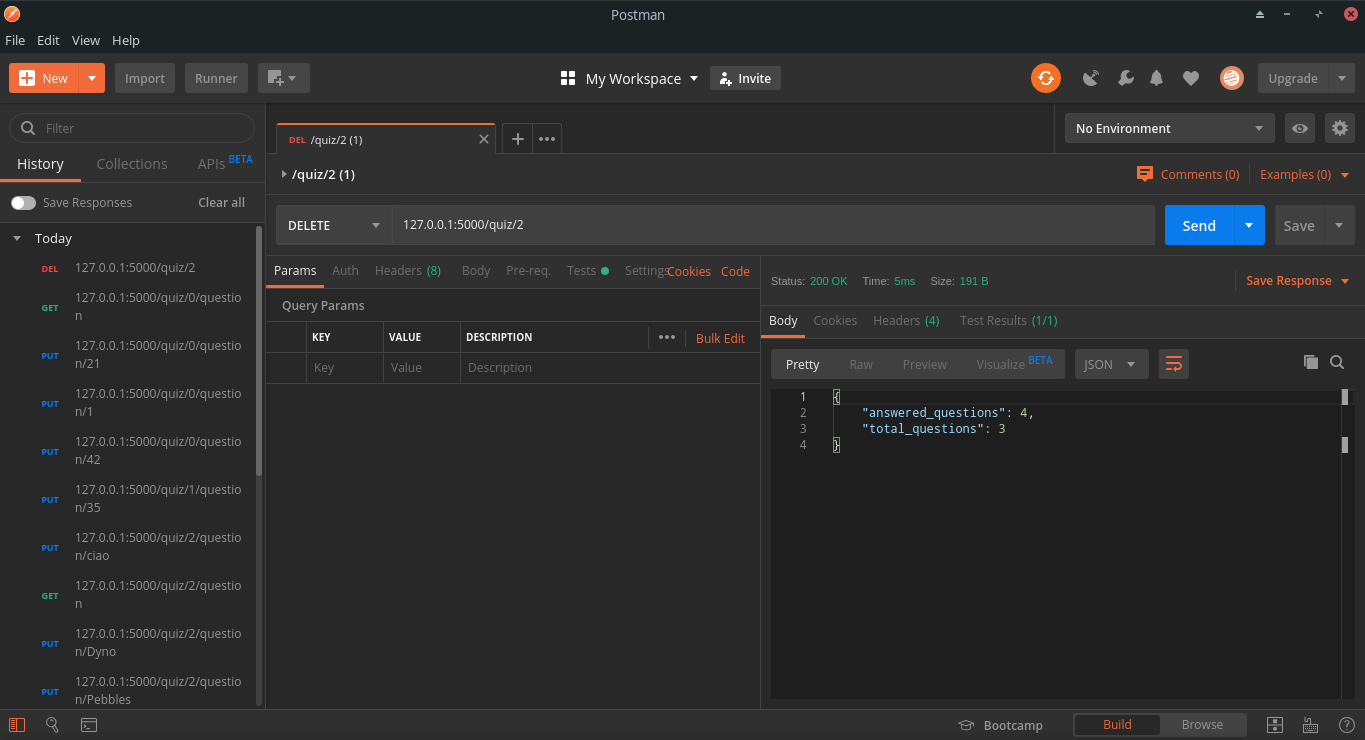 Postman
File Edit View Help
New Import Runner My Workspace Invite Upgrade
Filter
History Collections APIs BETA
Save Responses Clear all
Today
DEL 127.0.0.1:5000/quiz/2
GET 127.0.0.1:5000/quiz/0/questio
n
PUT 127.0.0.1:5000/quiz/0/questio
n/21
PUT 127.0.0.1:5000/quiz/0/questio
n/1
PUT 127.0.0.1:5000/quiz/0/questio
n/42
PUT 127.0.0.1:5000/quiz/1/questio
n/35
PUT 127.0.0.1:5000/quiz/2/questio
n/ciao
GET 127.0.0.1:5000/quiz/2/questio
n
PUT 127.0.0.1:5000/quiz/2/questio
n/Dyno
PUT 127.0.0.1:5000/quiz/2/questio
n/Pebbles
DEL /quiz/2 (1)
No Environment
/quiz/2 (1) Comments (0) Examples (0)
DELETE 127.0.0.1:5000/quiz/2 Send Save
Params Auth Headers (8) Body Pre-req. Tests Settings Cookies Code
Query Params
KEY VALUE DESCRIPTION Bulk Edit
Key Value Description
Status: 200 OK Time: 5ms Size: 191 B Save Response
Body Cookies Headers (4) Test Results (1/1)
Pretty Raw Preview Visualize BETA JSON
1 {
2 "answered_questions": 4,
3 "total_questions": 3
4 }
Bootcamp Build Browse